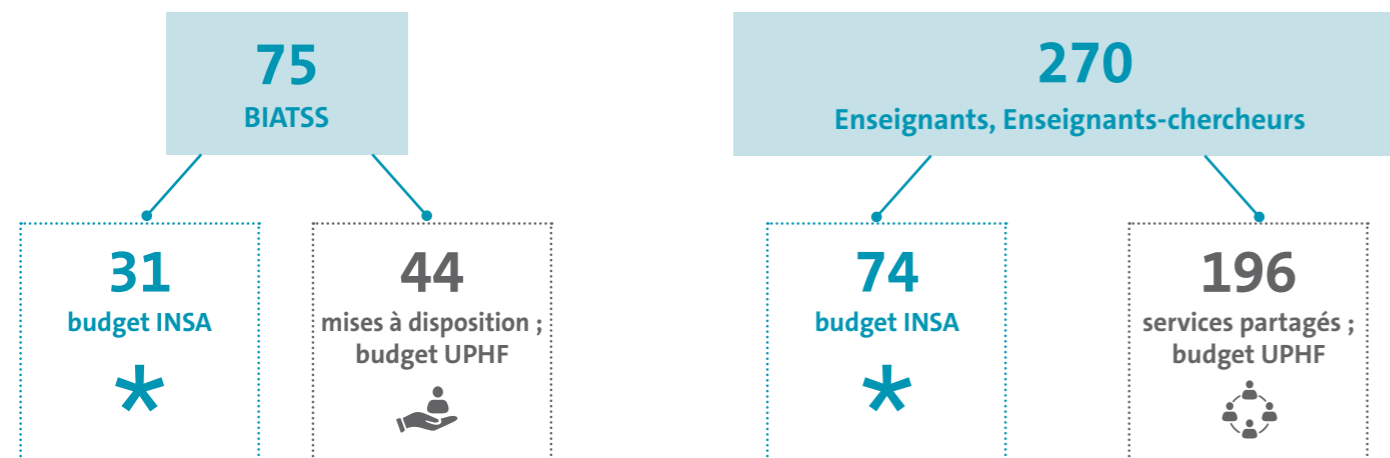 75
BIATSS
270
Enseignants, Enseignants-chercheurs
31
budget INSA
*
44
mises à disposition ;
budget UPHF
74
budget INSA
*
196
services partagés ;
budget UPHF